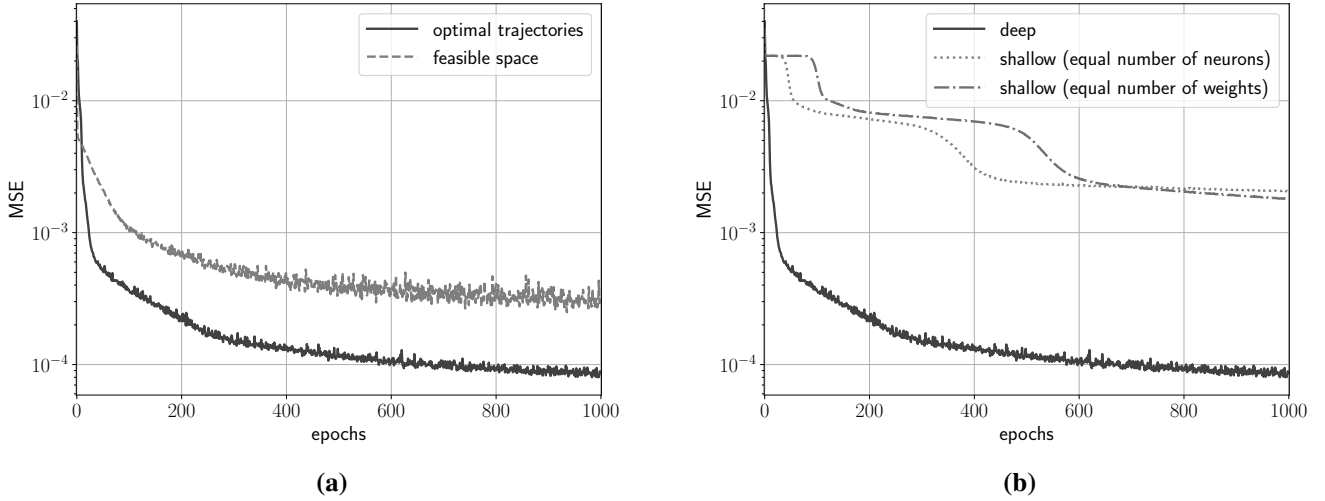 optimal trajectories
feasible space
10⁻²
10⁻³
10⁻⁴
MSE
0 200 400 600 800 1000
epochs
(a)
deep
shallow (equal number of neurons)
shallow (equal number of weights)
10⁻²
10⁻³
10⁻⁴
MSE
0 200 400 600 800 1000
epochs
(b)